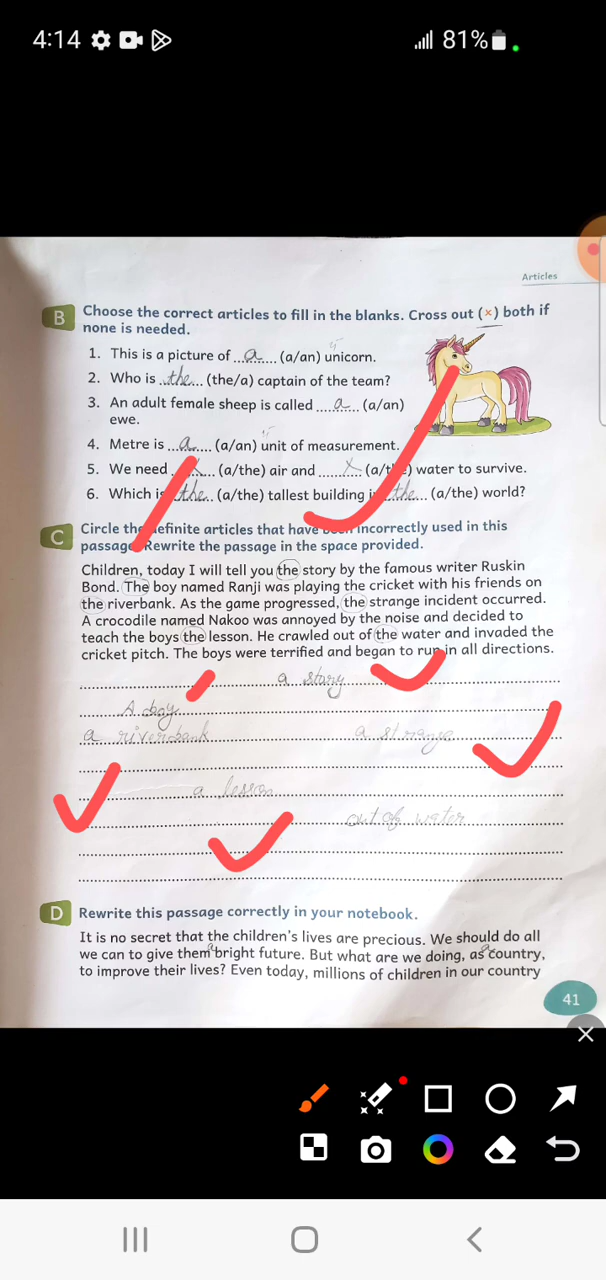 4:14 81%
Articles
B Choose the correct articles to fill in the blanks. Cross out (×) both if
none is needed.
1. This is a picture of ...a..... (a/an) unicorn.
2. Who is ..the... (the/a) captain of the team?
3. An adult female sheep is called ....a... (a/an)
ewe.
4. Metre is ...a.... (a/an) unit of measurement.
5. We need ...×... (a/the) air and ...×... (a/the) water to survive.
6. Which is ..the.. (a/the) tallest building in ..the... (a/the) world?
C Circle the definite articles that have been incorrectly used in this
passage. Rewrite the passage in the space provided.
Children, today I will tell you the story by the famous writer Ruskin
Bond. The boy named Ranji was playing the cricket with his friends on
the riverbank. As the game progressed, the strange incident occurred.
A crocodile named Nakoo was annoyed by the noise and decided to
teach the boys the lesson. He crawled out of the water and invaded the
cricket pitch. The boys were terrified and began to run in all directions.
a story
A boy
a riverbank a strange
a lesson
out of water
D Rewrite this passage correctly in your notebook.
It is no secret that the children's lives are precious. We should do all
we can to give them a bright future. But what are we doing, as a country,
to improve their lives? Even today, millions of children in our country
41